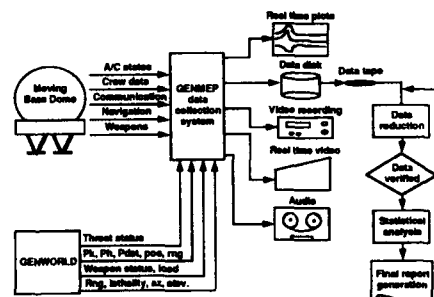 Real time plots
A/C states
Crew data
Communication
Navigation
Weapons
Moving
Base Dome
GENMEP
data
collection
system
Data disk
Data tape
Video recording
Real time video
Audio
Data
reduction
Data
verified
Statistical
analysis
Final report
generation
GENWORLD
Threat status
Pk, Ph, Pdet, pos, rng
Weapon status, load
Rng, lethality, az, elev.